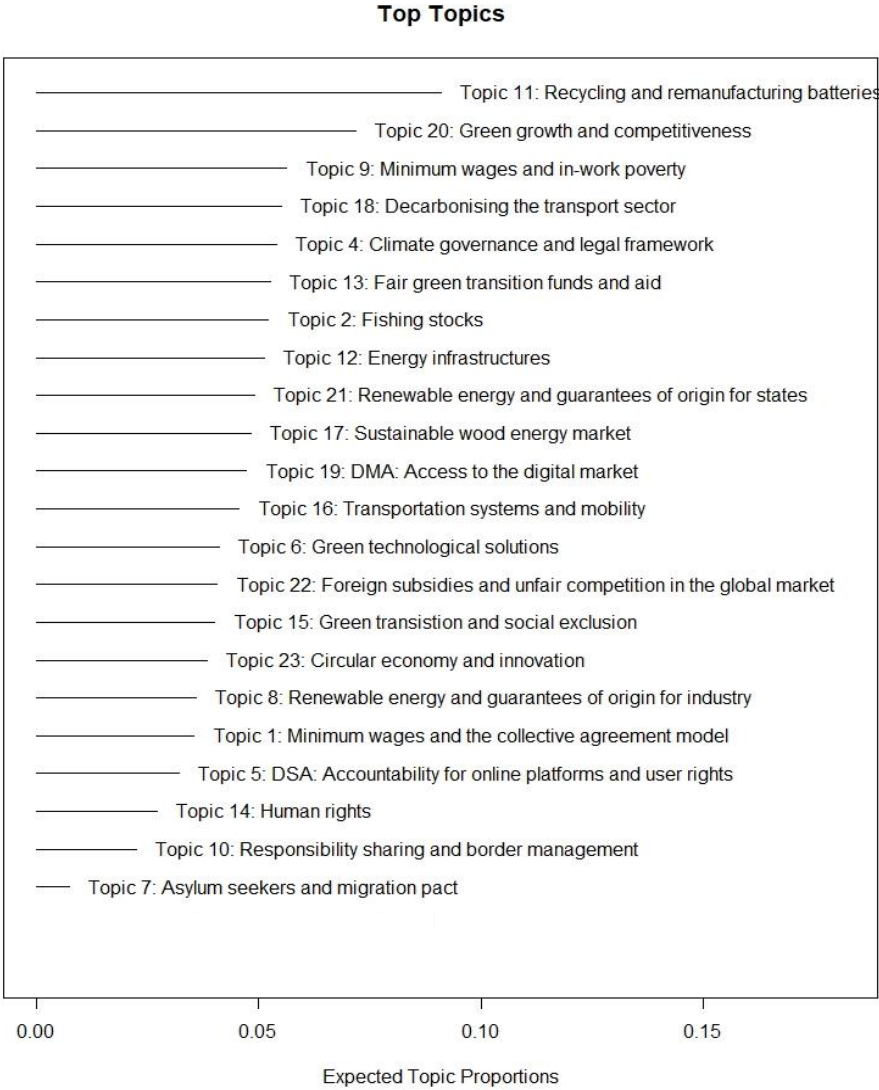 Top Topics
Topic 11: Recycling and remanufacturing batteries
Topic 20: Green growth and competitiveness
Topic 9: Minimum wages and in-work poverty
Topic 18: Decarbonising the transport sector
Topic 4: Climate governance and legal framework
Topic 13: Fair green transition funds and aid
Topic 2: Fishing stocks
Topic 12: Energy infrastructures
Topic 21: Renewable energy and guarantees of origin for states
Topic 17: Sustainable wood energy market
Topic 19: DMA: Access to the digital market
Topic 16: Transportation systems and mobility
Topic 6: Green technological solutions
Topic 22: Foreign subsidies and unfair competition in the global market
Topic 15: Green transistion and social exclusion
Topic 23: Circular economy and innovation
Topic 8: Renewable energy and guarantees of origin for industry
Topic 1: Minimum wages and the collective agreement model
Topic 5: DSA: Accountability for online platforms and user rights
Topic 14: Human rights
Topic 10: Responsibility sharing and border management
Topic 7: Asylum seekers and migration pact
0.00 0.05 0.10 0.15
Expected Topic Proportions